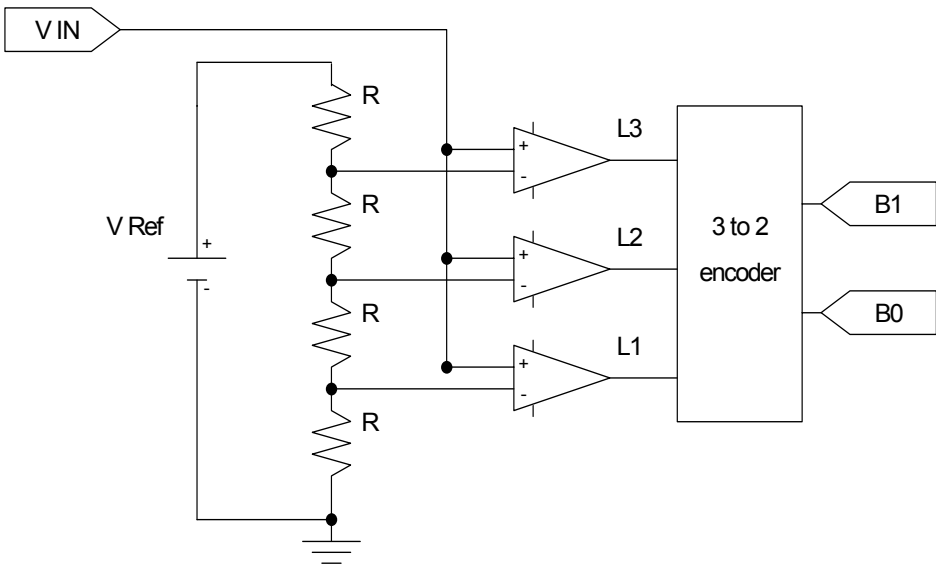 V IN
R
L3
+
-
B1
V Ref
R
L2
3 to 2
encoder
+
-
+
-
R
L1
B0
+
-
R